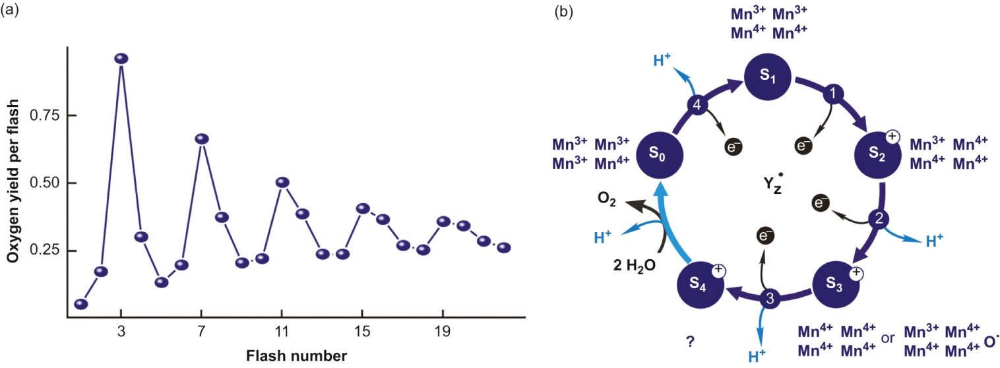 (a)
Oxygen yield per flash
0.75
0.50
0.25
3 7 11 15 19
Flash number
(b)
Mn³⁺ Mn³⁺
Mn⁴⁺ Mn⁴⁺
H⁺
S₁
1
4
e⁻
e⁻
Mn³⁺ Mn³⁺
Mn³⁺ Mn⁴⁺
S₀
S₂
+
Mn³⁺ Mn⁴⁺
Mn⁴⁺ Mn⁴⁺
Y_z^•
O₂
e⁻
2
H⁺
H⁺
e⁻
2 H₂O
S₄
+
3
S₃
+
?
H⁺
Mn⁴⁺ Mn⁴⁺
Mn⁴⁺ Mn⁴⁺
or
Mn³⁺ Mn⁴⁺
Mn⁴⁺ Mn⁴⁺ O^•